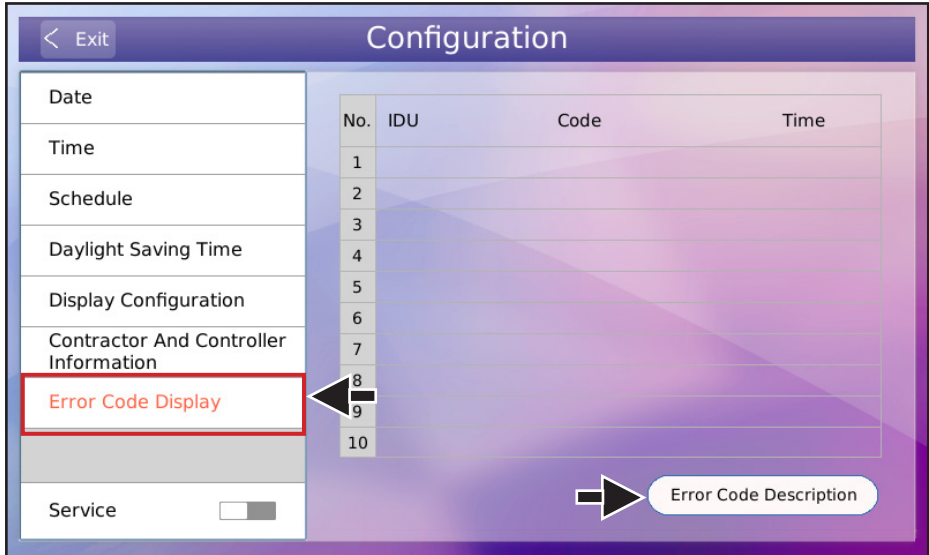 Exit
Configuration
Date
Time
Schedule
Daylight Saving Time
Display Configuration
Contractor And Controller
Information
Error Code Display
Service
No. IDU Code Time
1
2
3
4
5
6
7
8
9
10
Error Code Description